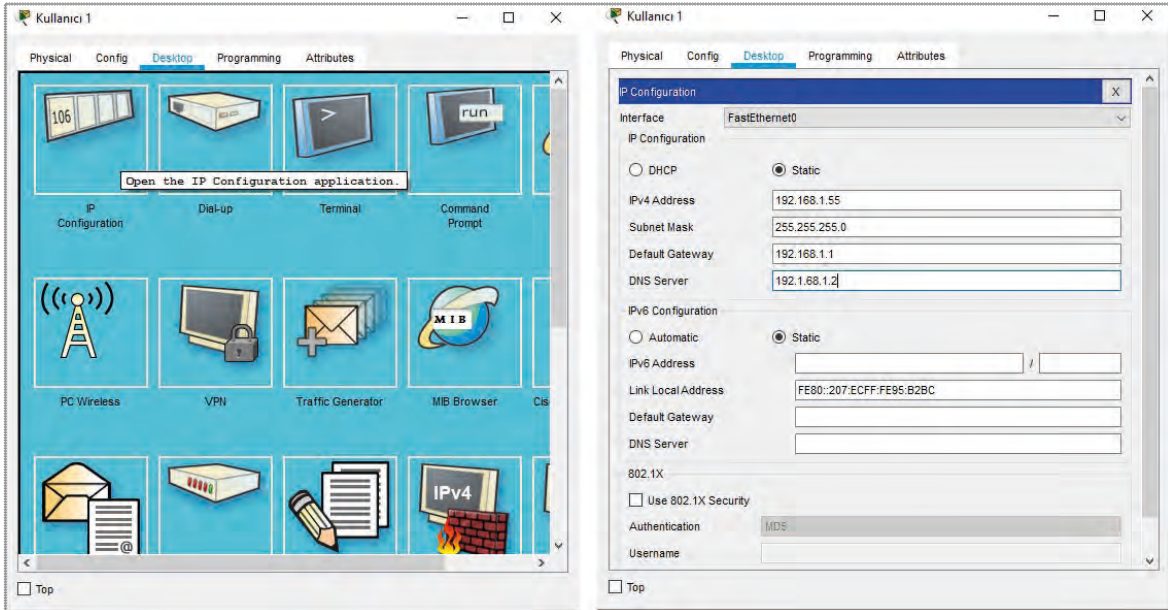 Kullanıcı 1
Physical Config Desktop Programming Attributes
106
run
Open the IP Configuration application.
IP Configuration
Dial-up
Terminal
Command Prompt
MIB
PC Wireless
VPN
Traffic Generator
MIB Browser
Cis
@
IPv4
Top
Kullanıcı 1
Physical Config Desktop Programming Attributes
IP Configuration X
Interface FastEthernet0
IP Configuration
DHCP Static
IPv4 Address 192.168.1.55
Subnet Mask 255.255.255.0
Default Gateway 192.168.1.1
DNS Server 192.1.68.1.2
IPv6 Configuration
Automatic Static
IPv6 Address /
Link Local Address FE80::207:ECFF:FE95:B2BC
Default Gateway
DNS Server
802.1X
Use 802.1X Security
Authentication MD5
Username
Top